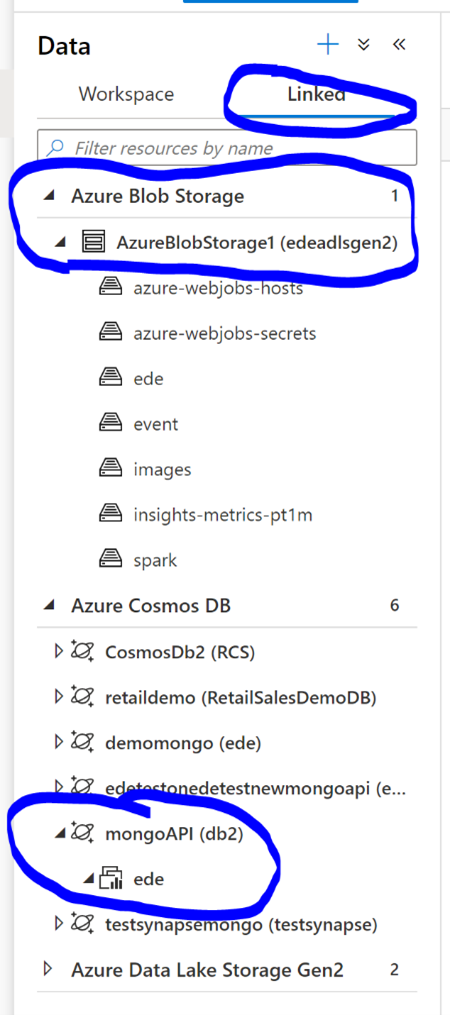 Data
Workspace Linked
Filter resources by name
Azure Blob Storage 1
AzureBlobStorage1 (edeadlsgen2)
azure-webjobs-hosts
azure-webjobs-secrets
ede
event
images
insights-metrics-pt1m
spark
Azure Cosmos DB 6
CosmosDb2 (RCS)
retaildemo (RetailSalesDemoDB)
demomongo (ede)
edetestonedetestnewmongoapi (e...
mongoAPI (db2)
ede
testsynapsemongo (testsynapse)
Azure Data Lake Storage Gen2 2